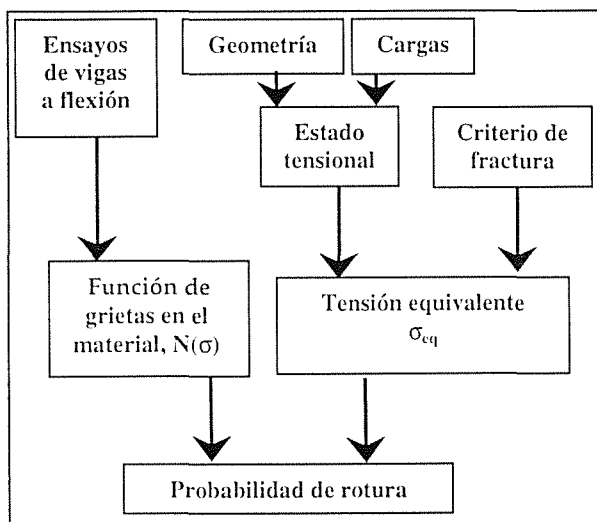 Ensayos
de vigas
a flexión
Geometría
Cargas
Estado
tensional
Criterio de
fractura
Función de
grietas en el
material, N(σ)
Tensión equivalente
σeq
Probabilidad de rotura